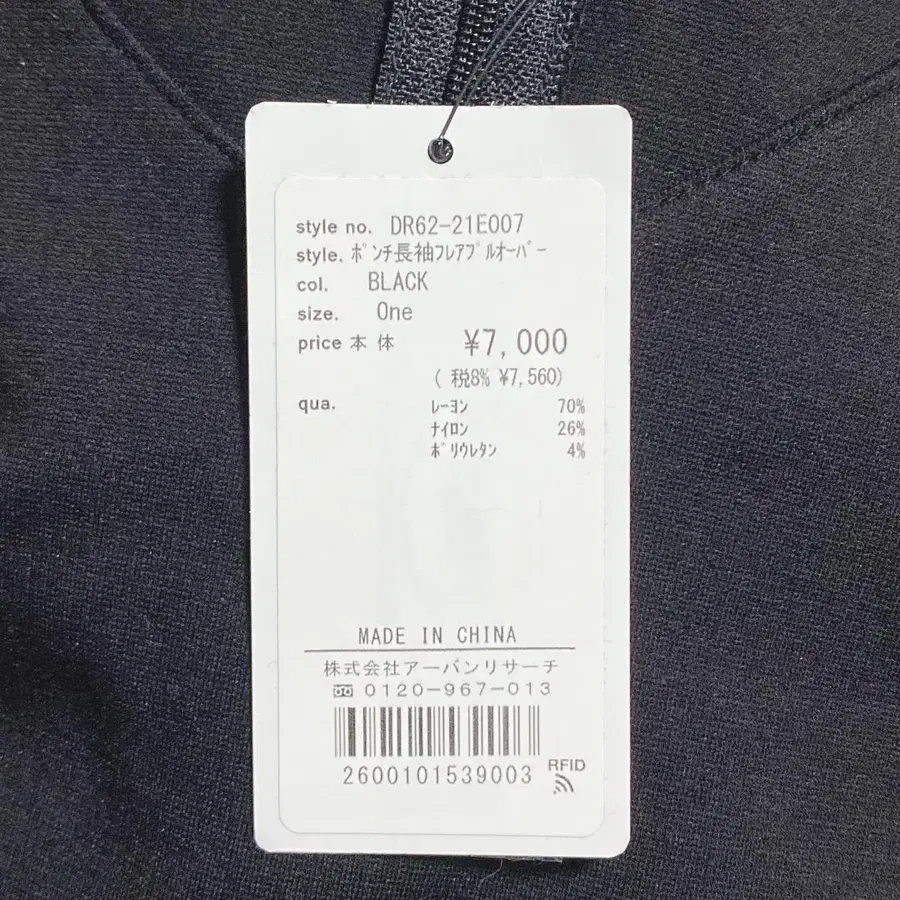 style no. DR62-21E007
style. ﾎﾟﾝﾁ長袖ﾌﾚｱﾌﾟﾙｵｰﾊﾞｰ
col. BLACK
size. One
price 本体 ¥7,000
( 税8% ¥7,560)
qua. ﾚｰﾖﾝ 70%
ﾅｲﾛﾝ 26%
ﾎﾟﾘｳﾚﾀﾝ 4%
MADE IN CHINA
株式会社アーバンリサーチ
0120-967-013
2600101539003
RFID